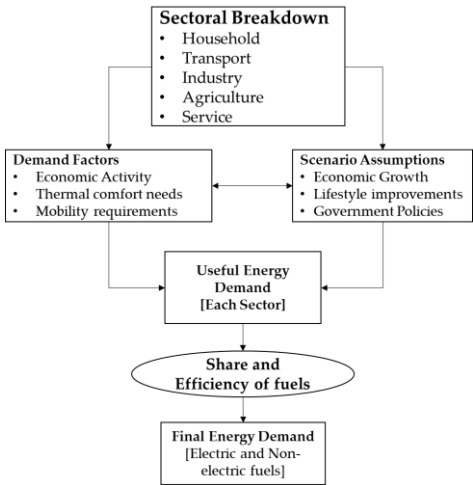 Sectoral Breakdown
• Household
• Transport
• Industry
• Agriculture
• Service
Demand Factors
• Economic Activity
• Thermal comfort needs
• Mobility requirements
Scenario Assumptions
• Economic Growth
• Lifestyle improvements
• Government Policies
Useful Energy
Demand
[Each Sector]
Share and
Efficiency of fuels
Final Energy Demand
[Electric and Non-
electric fuels]